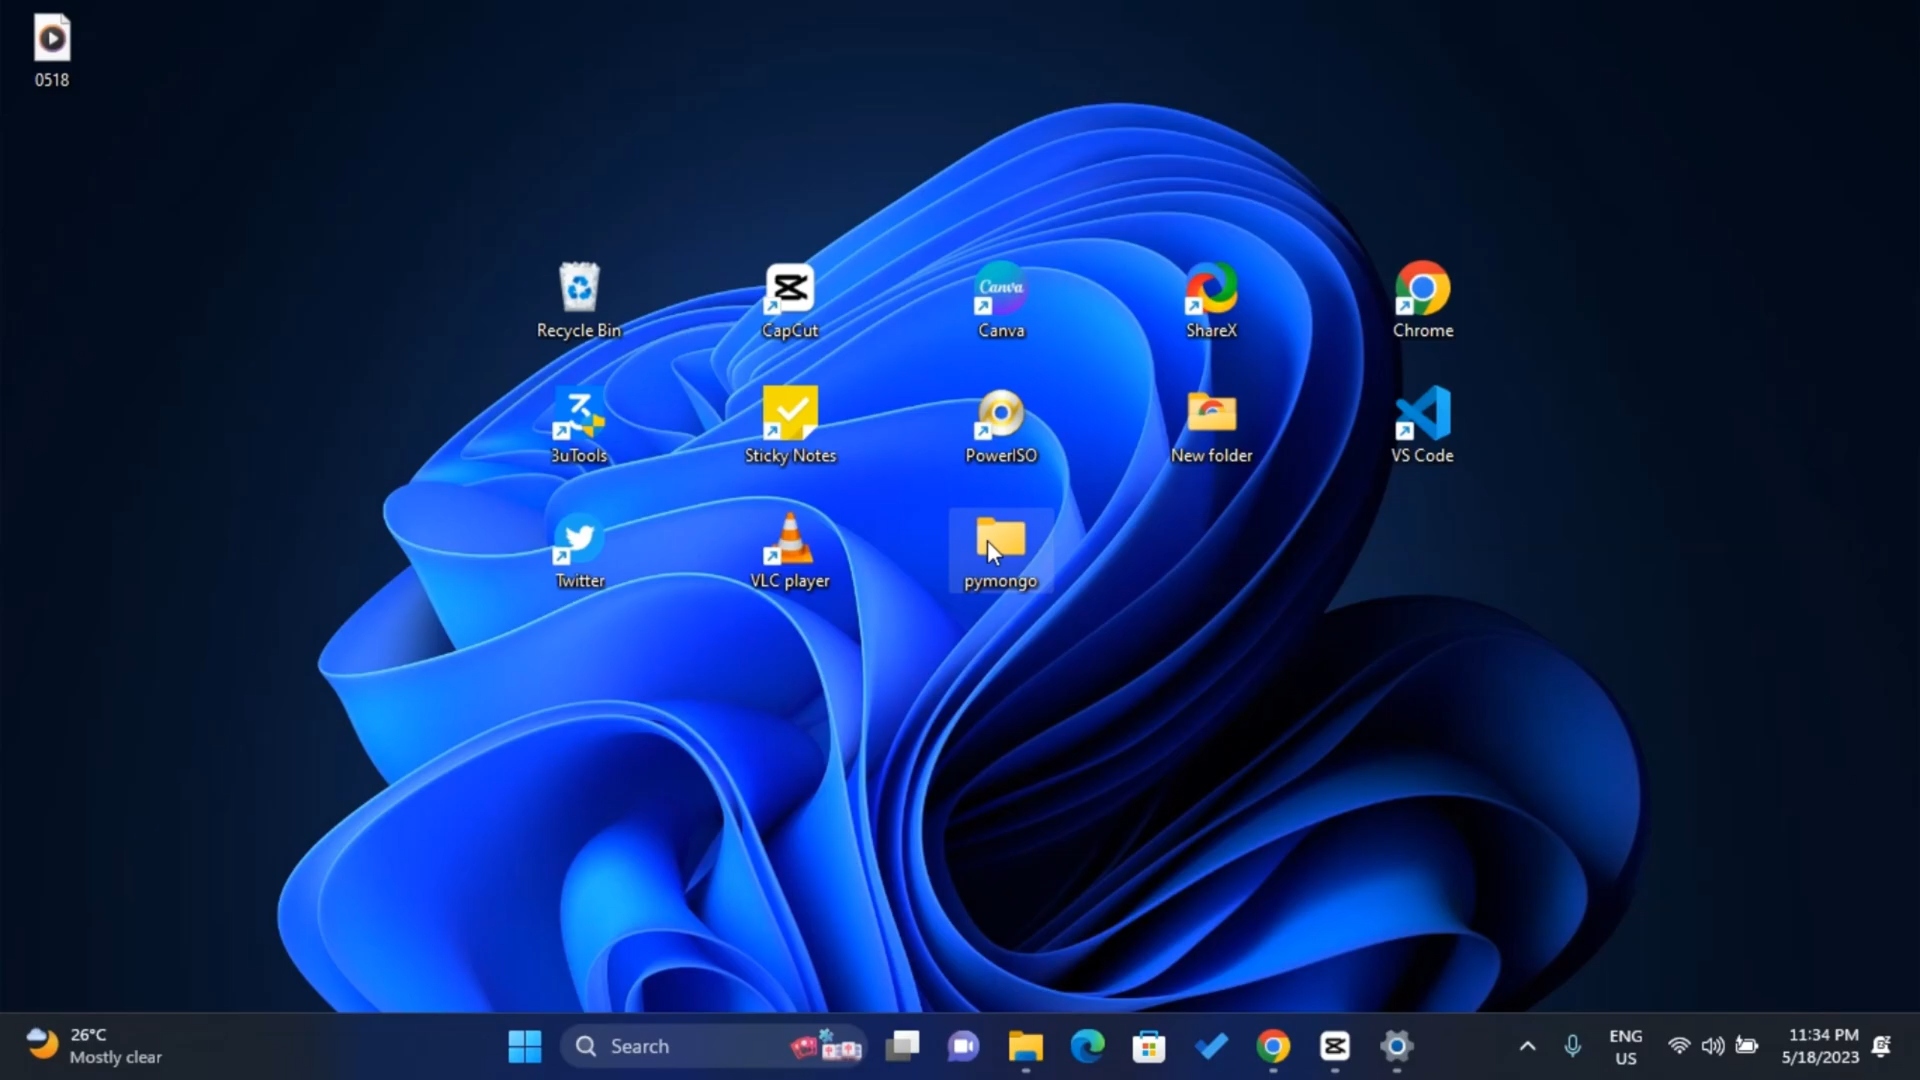 0518
Recycle Bin
CapCut
Canva
Canva
ShareX
Chrome
3uTools
Sticky Notes
PowerISO
New folder
VS Code
Twitter
VLC player
pymongo
26°C
Mostly clear
Search
ENG
US
11:34 PM
5/18/2023